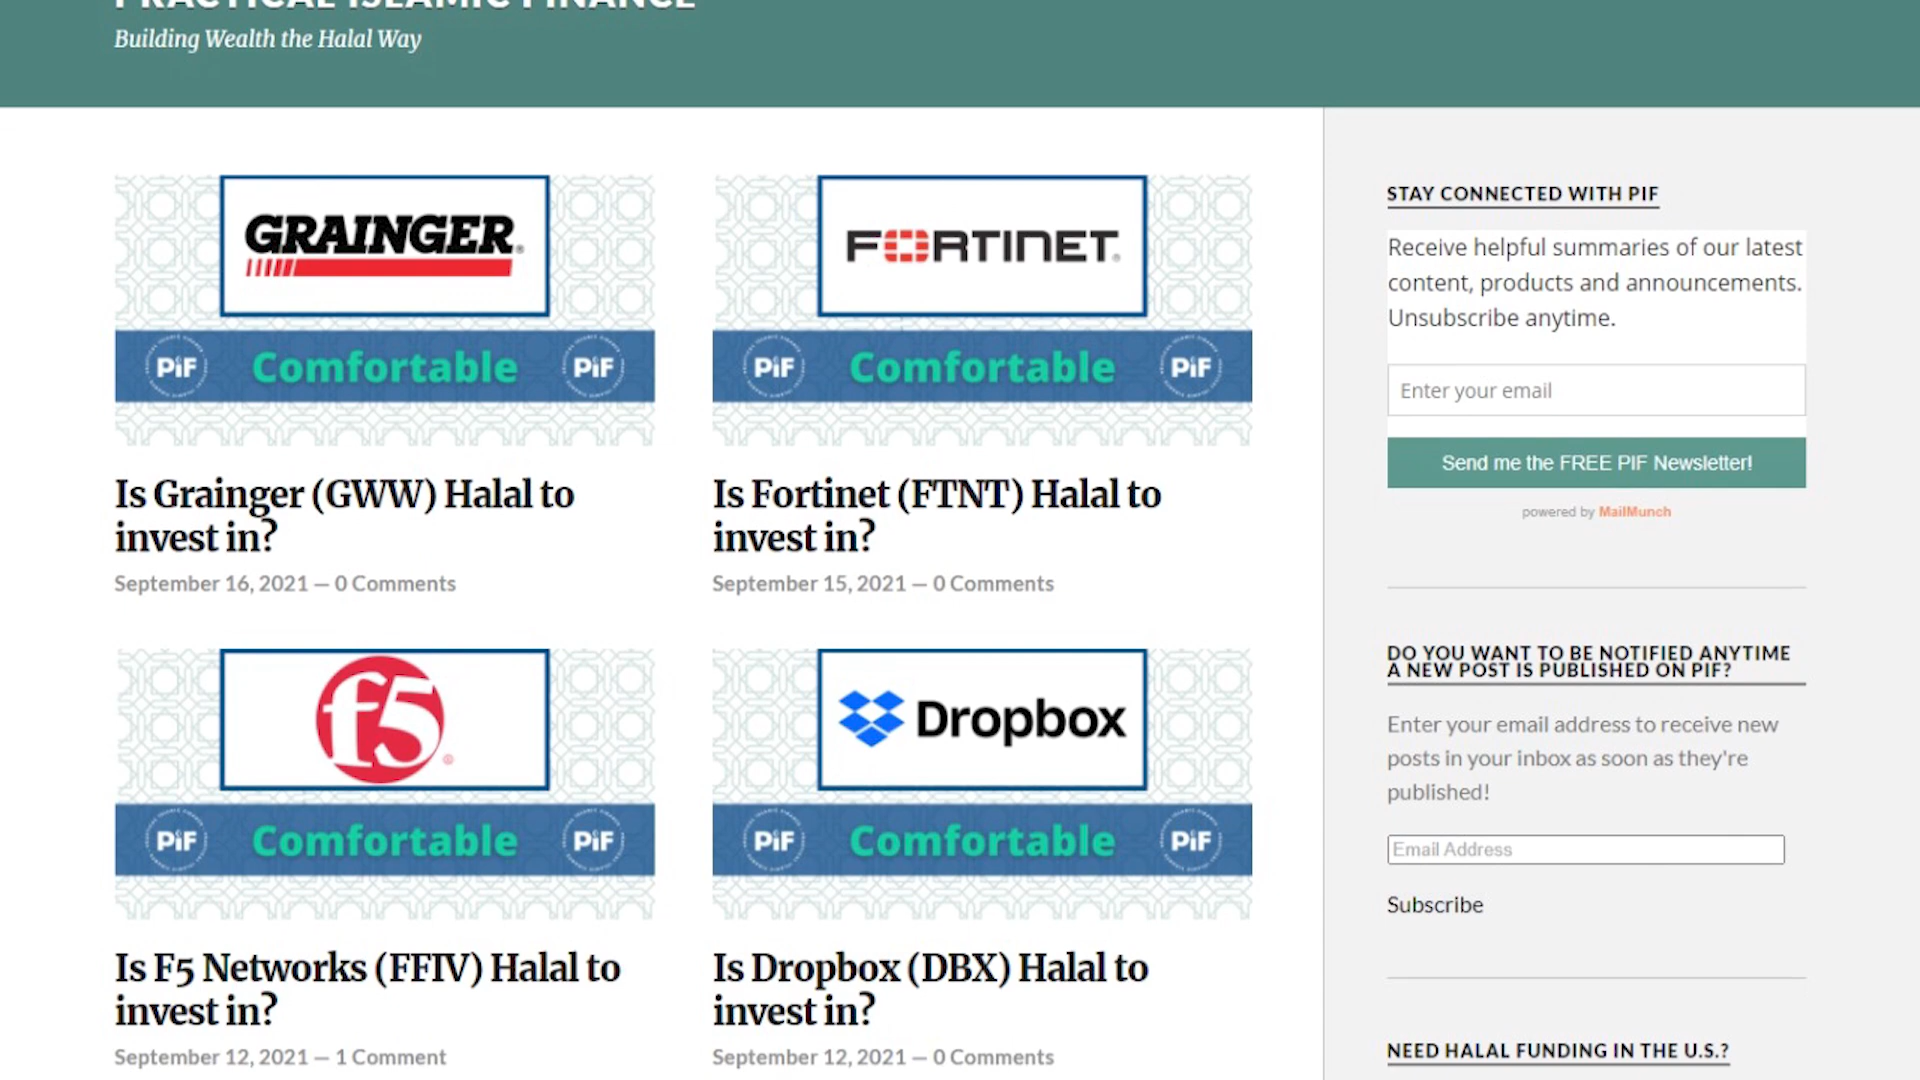 PRACTICAL ISLAMIC FINANCE
Building Wealth the Halal Way
GRAINGER®
PiF Comfortable PiF
Is Grainger (GWW) Halal to
invest in?
September 16, 2021 — 0 Comments
FORTINET®
PiF Comfortable PiF
Is Fortinet (FTNT) Halal to
invest in?
September 15, 2021 — 0 Comments
f5®
PiF Comfortable PiF
Is F5 Networks (FFIV) Halal to
invest in?
September 12, 2021 — 1 Comment
Dropbox
PiF Comfortable PiF
Is Dropbox (DBX) Halal to
invest in?
September 12, 2021 — 0 Comments
STAY CONNECTED WITH PIF
Receive helpful summaries of our latest
content, products and announcements.
Unsubscribe anytime.
Enter your email
Send me the FREE PIF Newsletter!
powered by MailMunch
DO YOU WANT TO BE NOTIFIED ANYTIME
A NEW POST IS PUBLISHED ON PIF?
Enter your email address to receive new
posts in your inbox as soon as they're
published!
Email Address
Subscribe
NEED HALAL FUNDING IN THE U.S.?